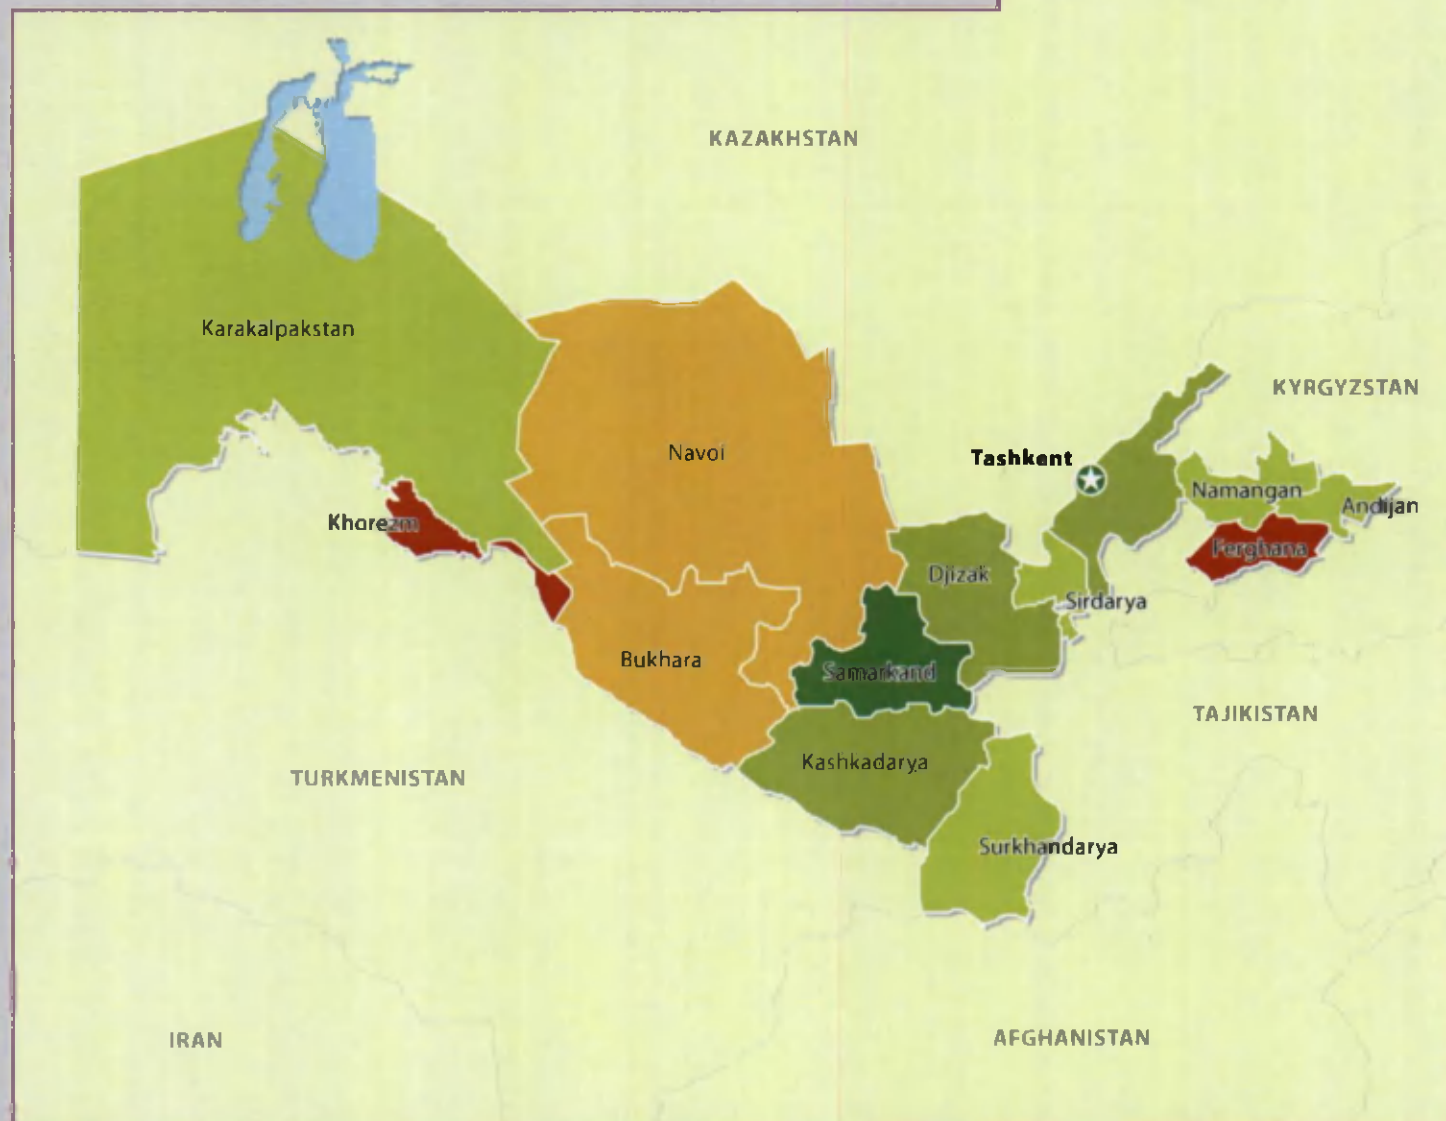 KAZAKHSTAN
Karakalpakstan
KYRGYZSTAN
Navoi
Tashkent
Namangan
Andijan
Khorezm
Ferghana
Djizak
Sirdarya
Bukhara
Samarkand
TAJIKISTAN
Kashkadarya
TURKMENISTAN
Surkhandarya
IRAN
AFGHANISTAN